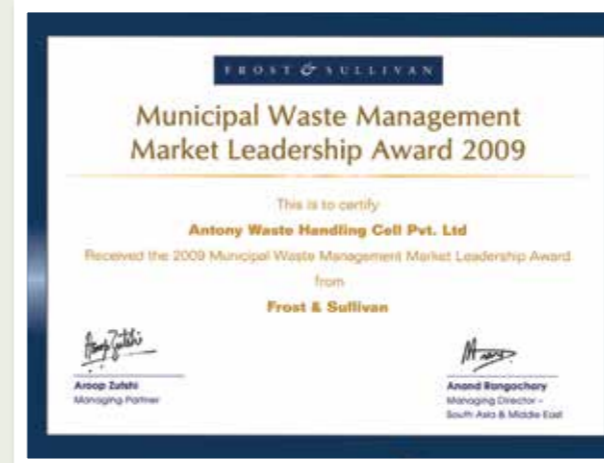 FROST & SULLIVAN
Municipal Waste Management
Market Leadership Award 2009
This is to certify
Antony Waste Handling Cell Pvt. Ltd
Received the 2009 Municipal Waste Management Market Leadership Award
from
Frost & Sullivan
Aroop Zutshi
Managing Partner
Anand Rangachary
Managing Director –
South Asia & Middle East